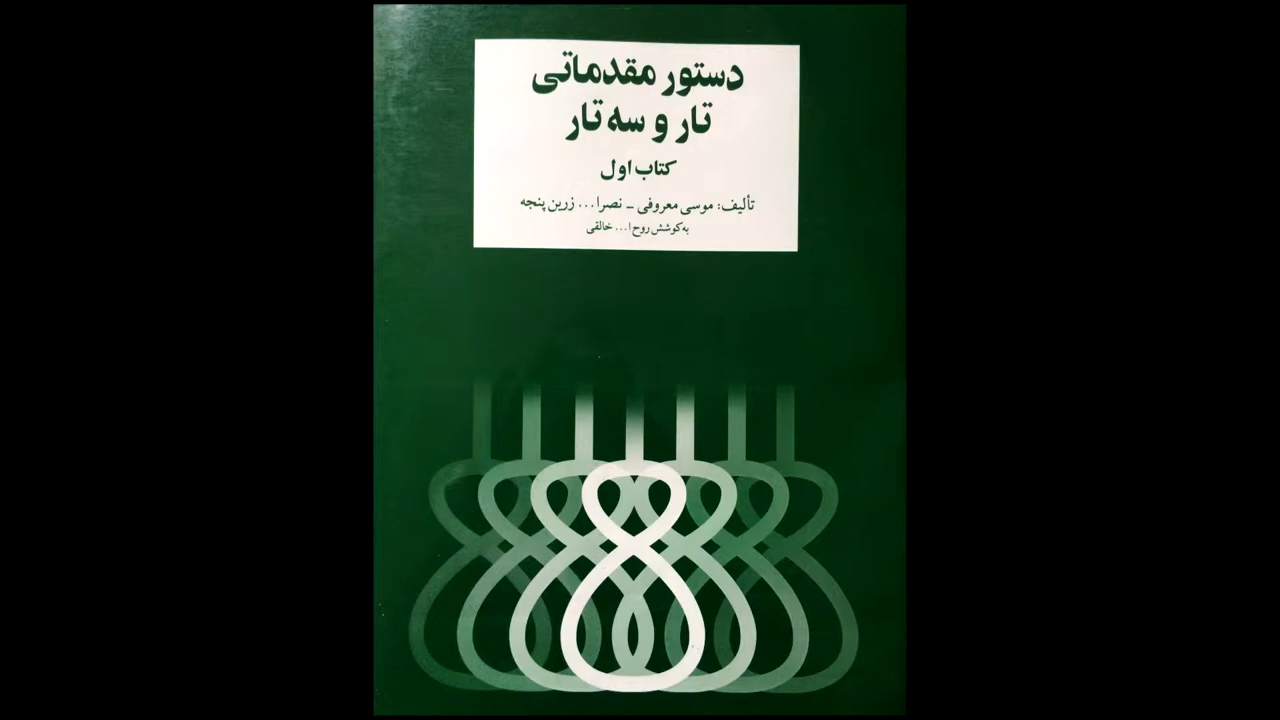 دستور مقدماتی
تار و سه تار
کتاب اول
تألیف: موسی معروفی ـ نصرا... زرین پنجه
به کوشش روح ا... خالقی